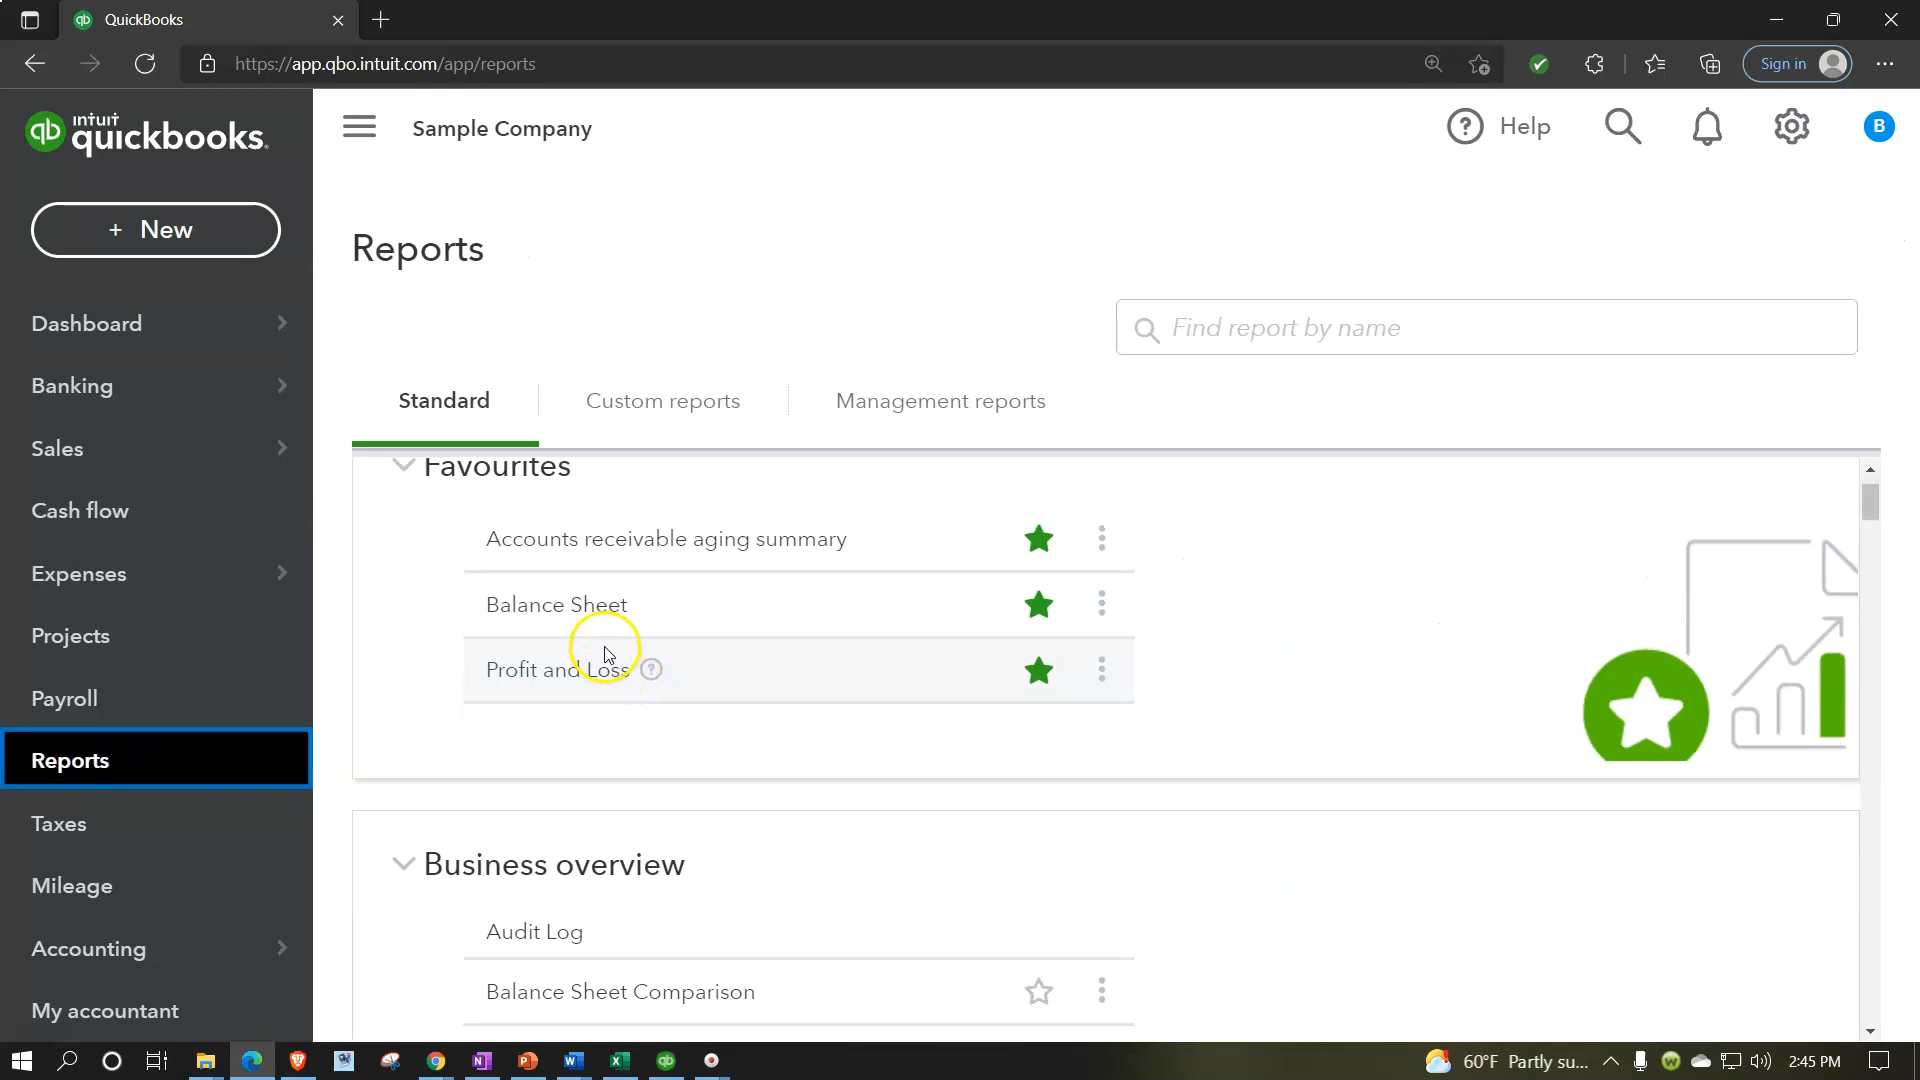 QuickBooks
https://app.qbo.intuit.com/app/reports
Sign in
intuit
quickbooks.
Sample Company
Help
B
+ New
Reports
Find report by name
Dashboard
Banking
Sales
Cash flow
Expenses
Projects
Payroll
Reports
Taxes
Mileage
Accounting
My accountant
Standard
Custom reports
Management reports
Favourites
Accounts receivable aging summary
Balance Sheet
Profit and Loss
Business overview
Audit Log
Balance Sheet Comparison
60°F Partly su...
2:45 PM